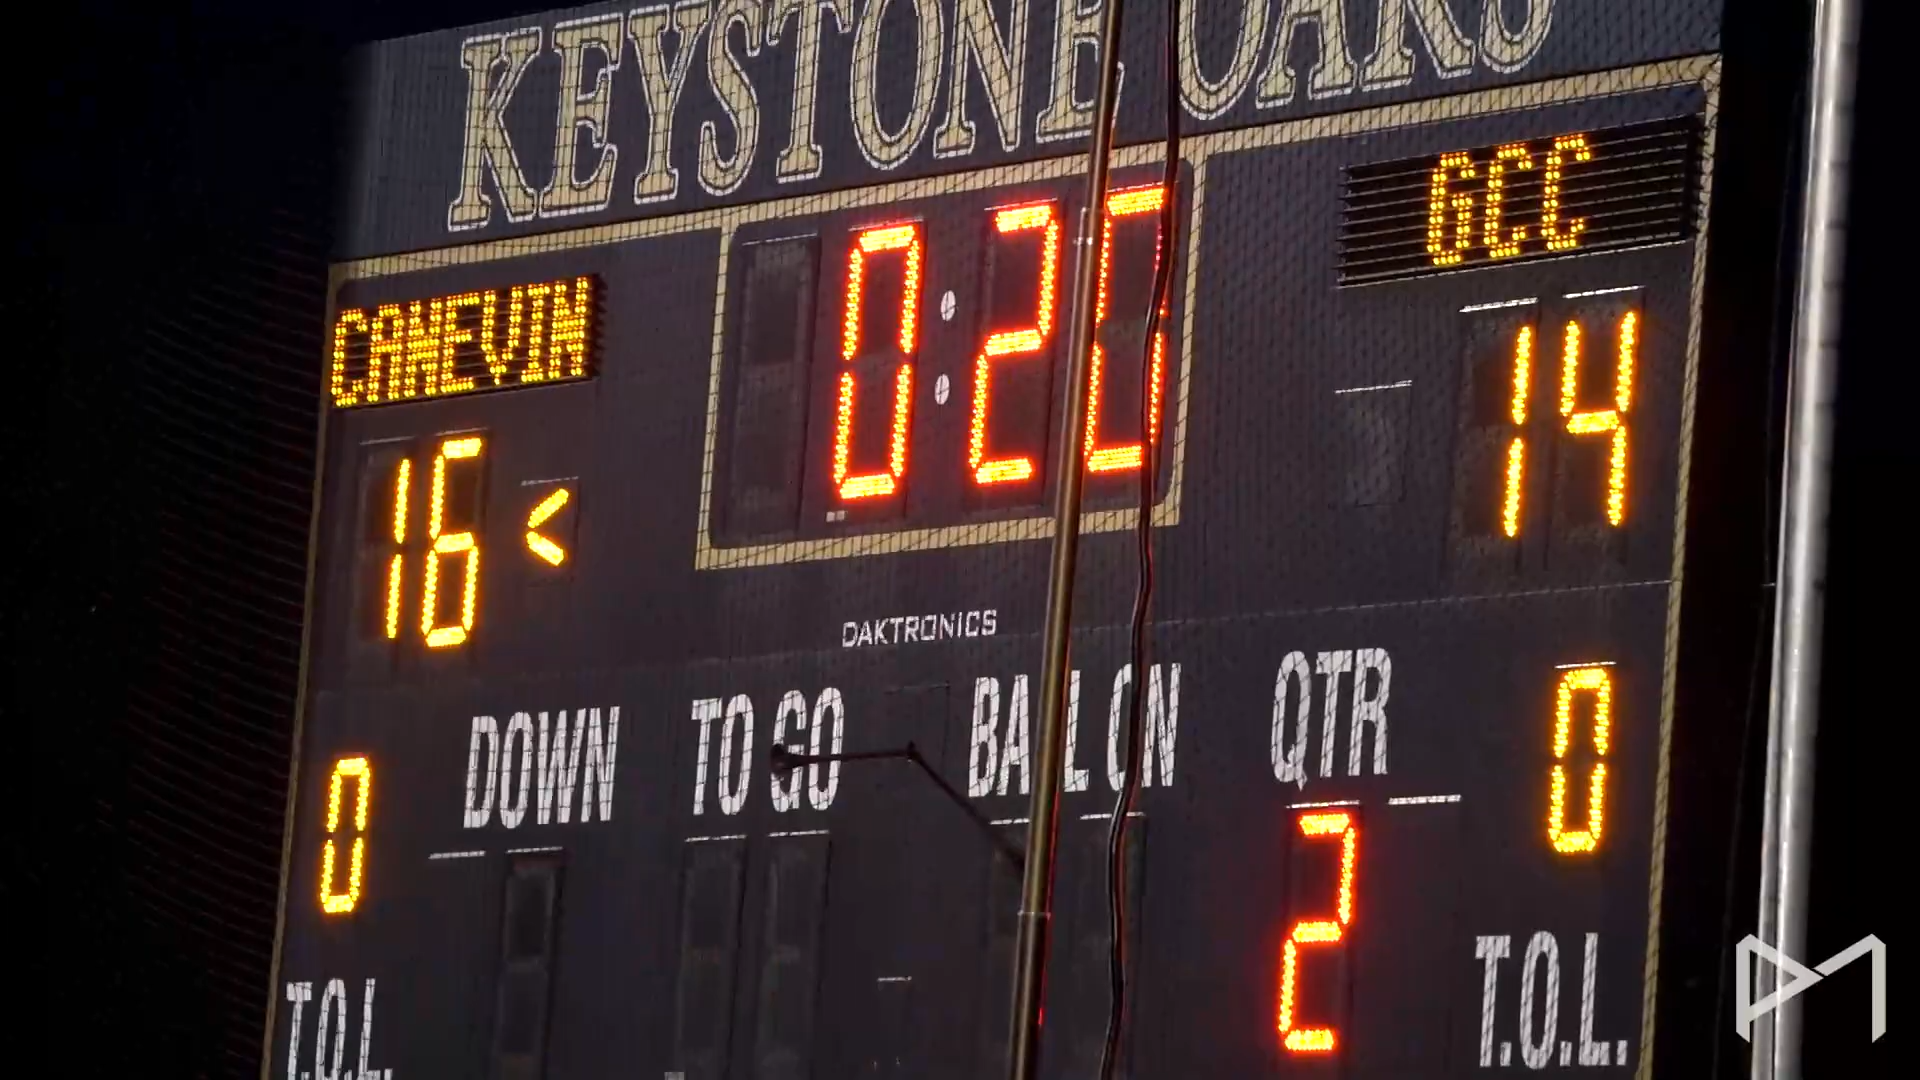 KEYSTONE OAKS
CANEVIN
0:20
GCC
16 <
14
DAKTRONICS
DOWN TO GO BALL ON QTR
0
0
2
T.O.L.
T.O.L.